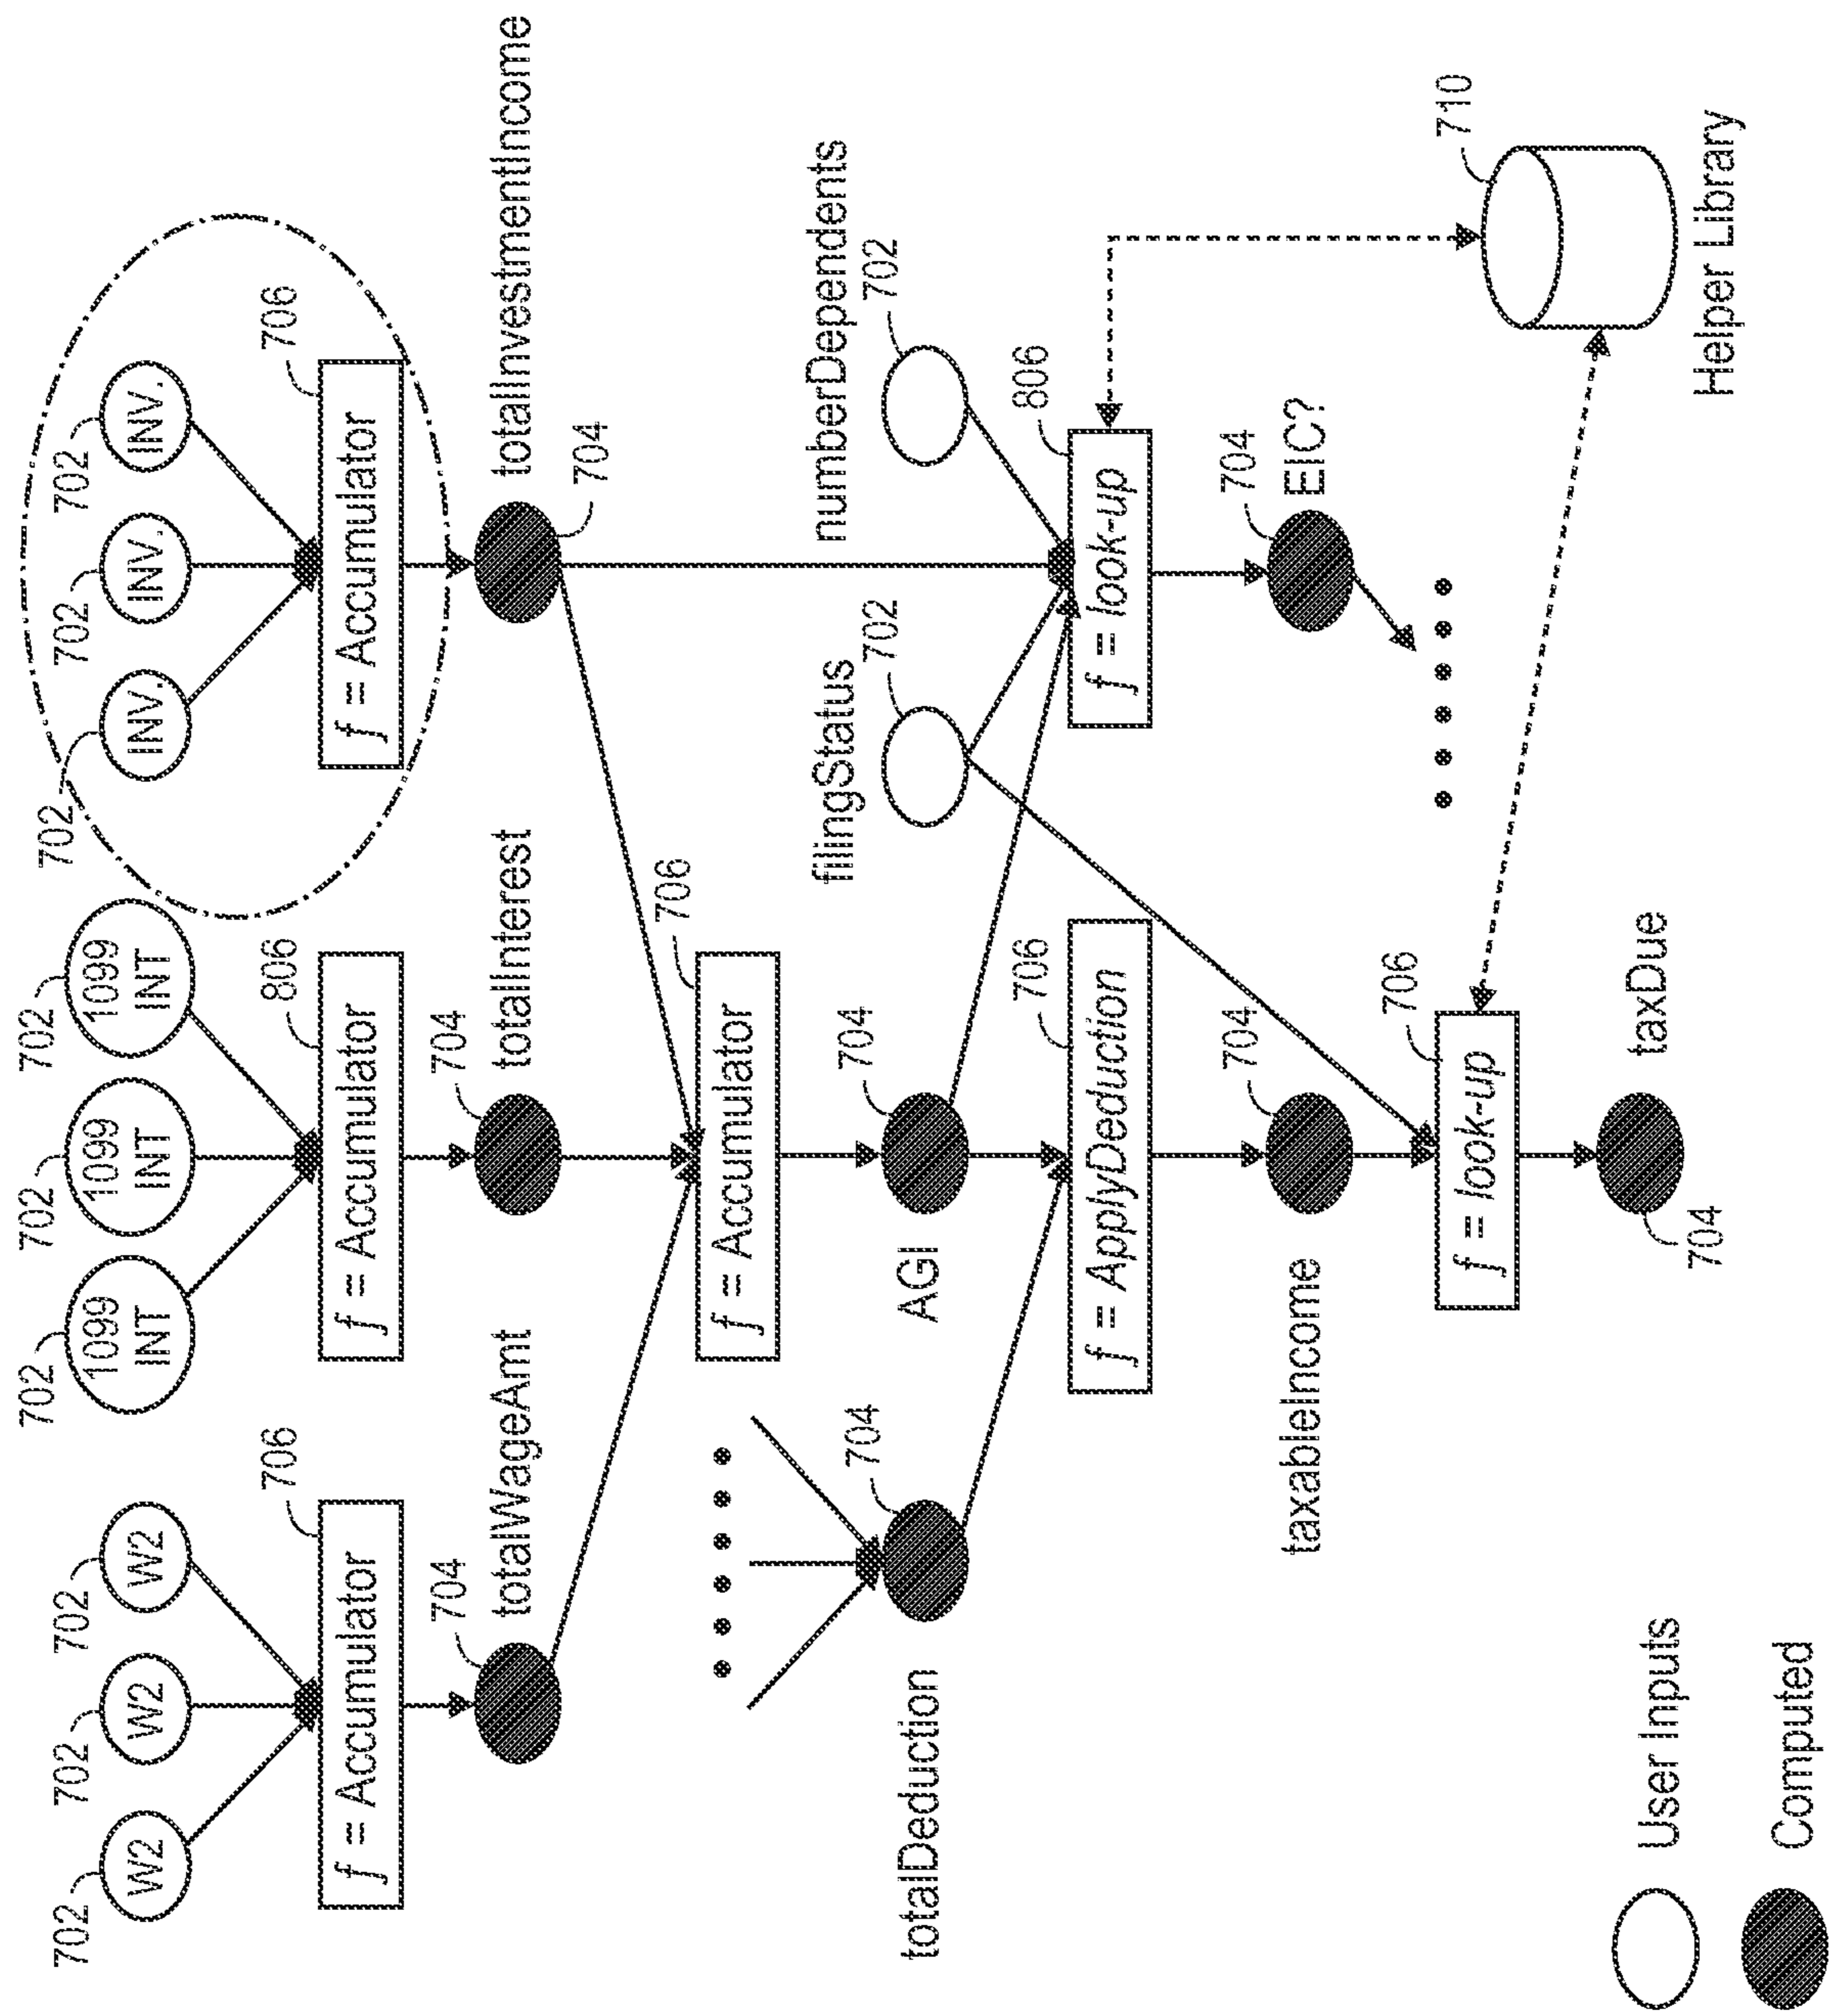 702
702
702
702
702
702
702
702
702
W2
W2
W2
1099
INT
1099
INT
1099
INT
INV.
INV.
INV.
706
806
706
f = Accumulator
f = Accumulator
f = Accumulator
704
704
704
totalWageAmt
totalInterest
totalInvestmentIncome
706
f = Accumulator
filingStatus
numberDependents
704
704
702
702
totalDeduction
AGI
706
806
f = ApplyDeduction
f = look-up
704
704
taxableIncome
EIC?
706
710
f = look-up
taxDue
Helper Library
704
User Inputs
Computed